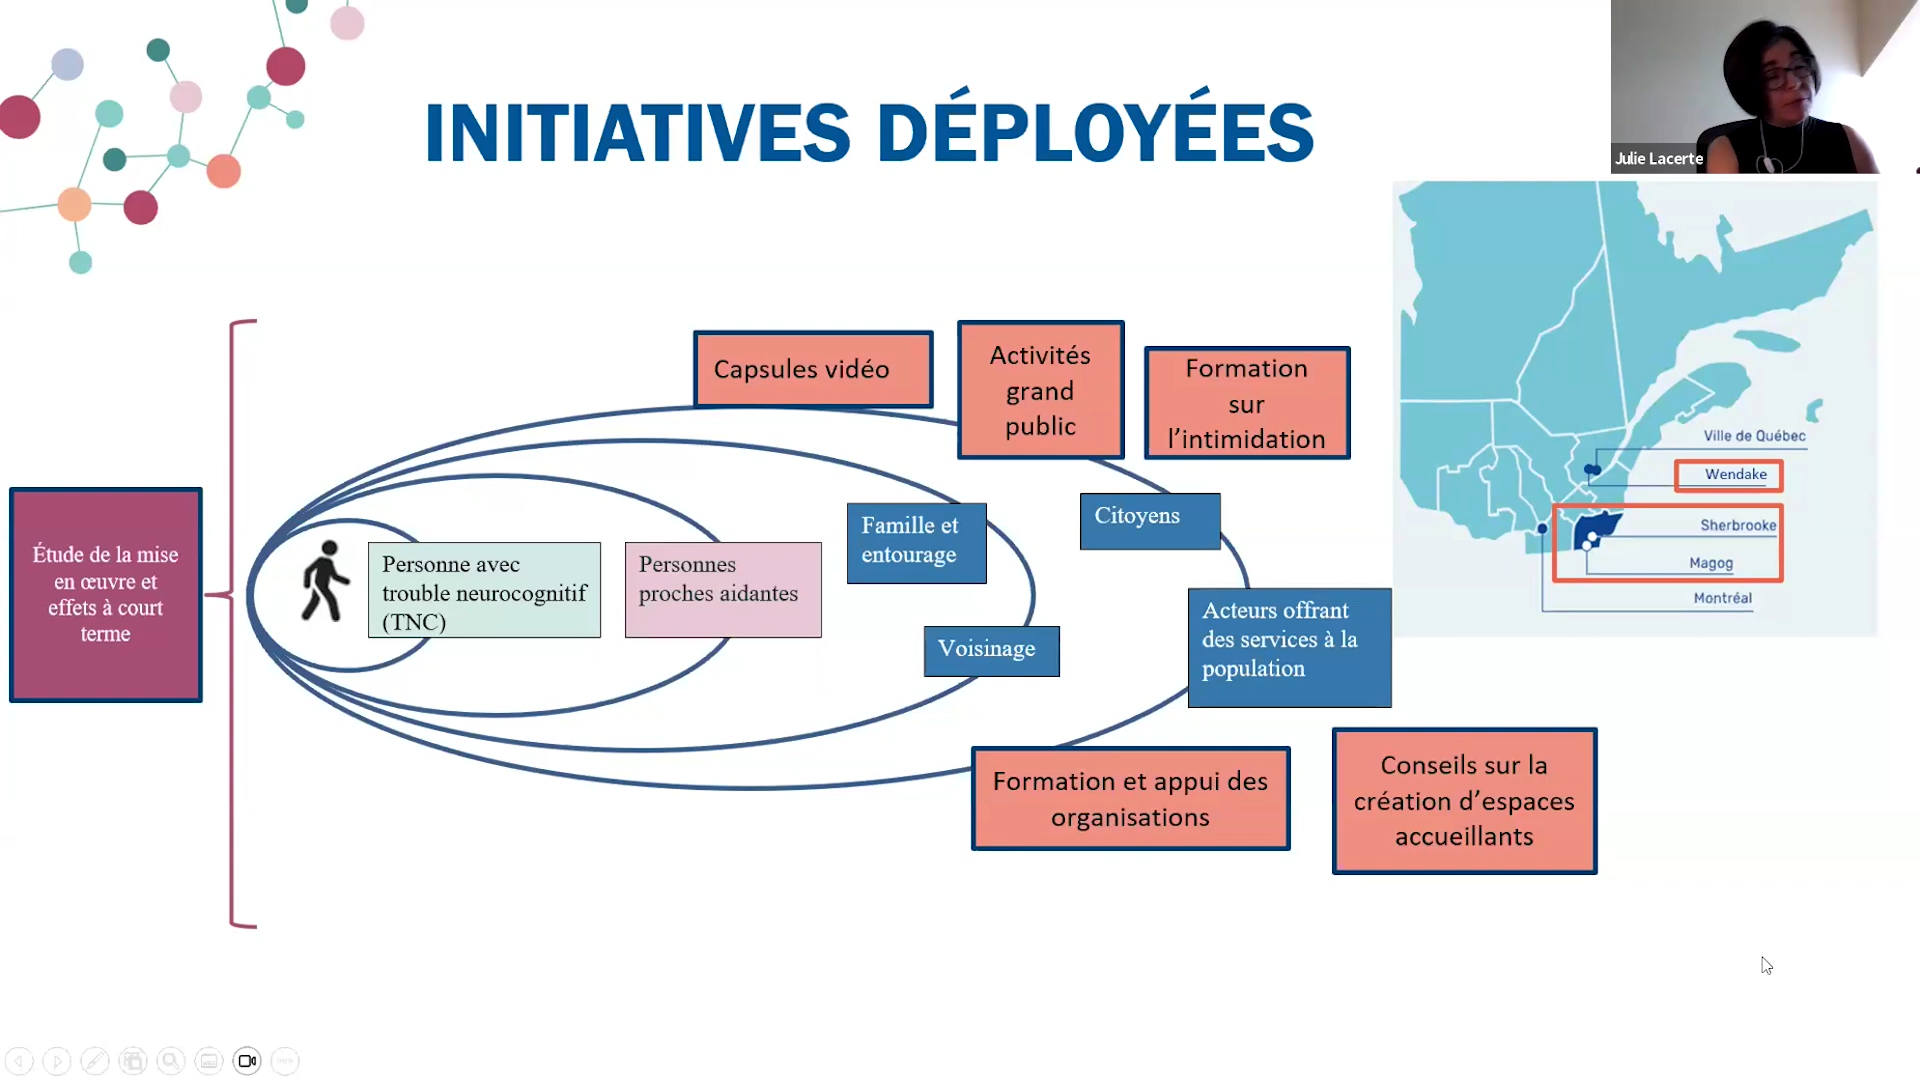 INITIATIVES DÉPLOYÉES
Julie Lacerte
Capsules vidéo
Activités
grand
public
Formation
sur
l'intimidation
Ville de Québec
Wendake
Sherbrooke
Magog
Montréal
Étude de la mise
en œuvre et
effets à court
terme
Personne avec
trouble neurocognitif
(TNC)
Personnes
proches aidantes
Famille et
entourage
Citoyens
Voisinage
Acteurs offrant
des services à la
population
Formation et appui des
organisations
Conseils sur la
création d'espaces
accueillants